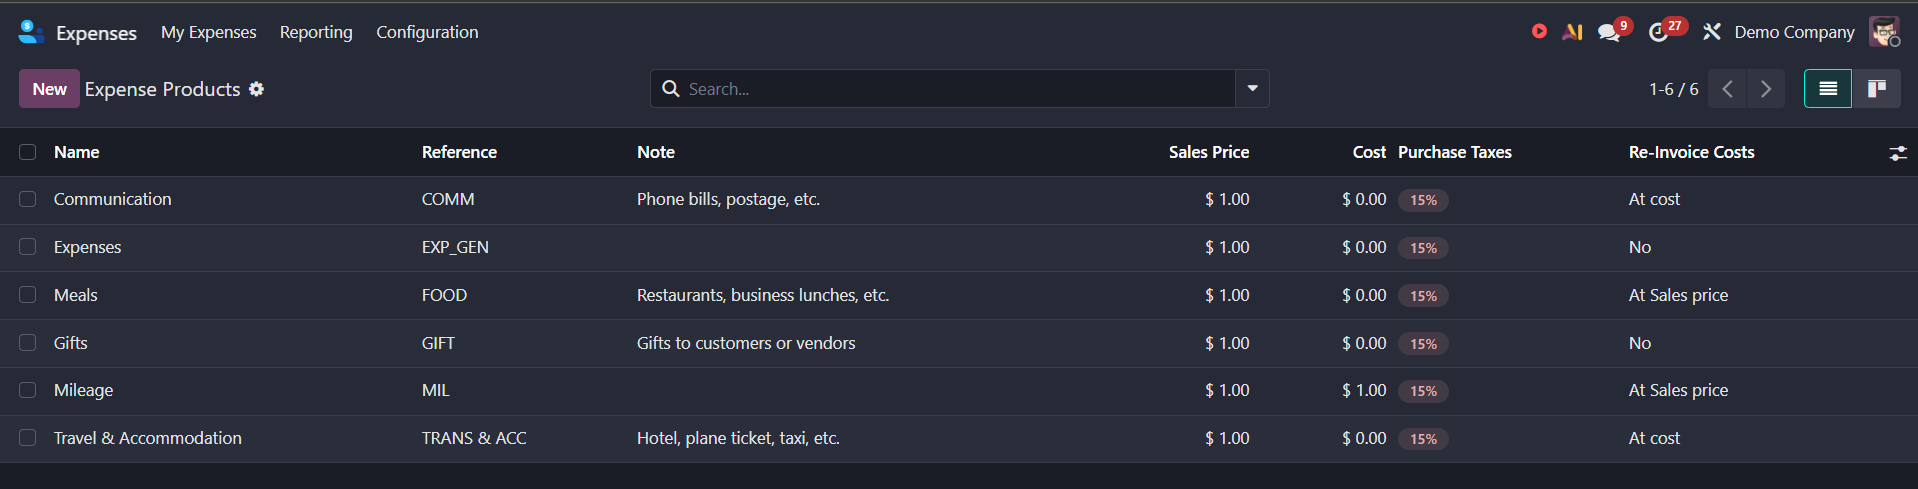 Expenses My Expenses Reporting Configuration AI 9 27 Demo Company
New Expense Products Search... 1-6 / 6
Name Reference Note Sales Price Cost Purchase Taxes Re-Invoice Costs
Communication COMM Phone bills, postage, etc. $ 1.00 $ 0.00 15% At cost
Expenses EXP_GEN $ 1.00 $ 0.00 15% No
Meals FOOD Restaurants, business lunches, etc. $ 1.00 $ 0.00 15% At Sales price
Gifts GIFT Gifts to customers or vendors $ 1.00 $ 0.00 15% No
Mileage MIL $ 1.00 $ 1.00 15% At Sales price
Travel & Accommodation TRANS & ACC Hotel, plane ticket, taxi, etc. $ 1.00 $ 0.00 15% At cost